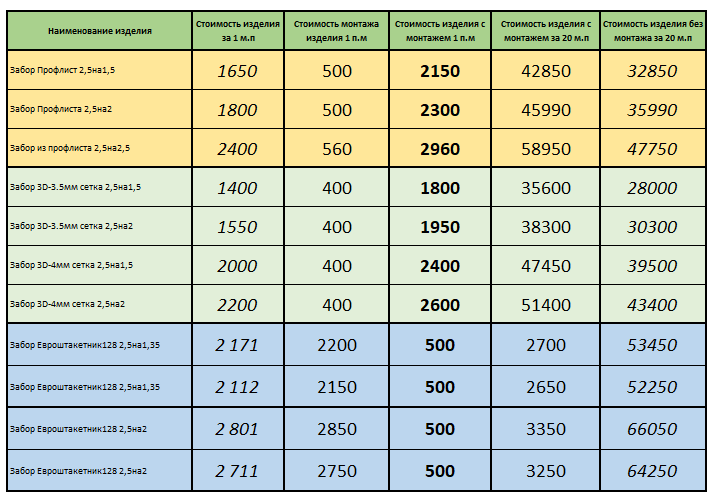 Наименование изделия | Стоимость изделия за 1 м.п | Стоимость монтажа изделия 1 п.м | Стоимость изделия с монтажем 1 п.м | Стоимость изделия с монтажем за 20 м.п | Стоимость изделия без монтажа за 20 м.п
Забор Профлист 2,5на1,5 | 1650 | 500 | 2150 | 42850 | 32850
Забор Профлиста 2,5на2 | 1800 | 500 | 2300 | 45990 | 35990
Забор из профлиста 2,5на2,5 | 2400 | 560 | 2960 | 58950 | 47750
Забор 3D-3.5мм сетка 2,5на1,5 | 1400 | 400 | 1800 | 35600 | 28000
Забор 3D-3.5мм сетка 2,5на2 | 1550 | 400 | 1950 | 38300 | 30300
Забор 3D-4мм сетка 2,5на1,5 | 2000 | 400 | 2400 | 47450 | 39500
Забор 3D-4мм сетка 2,5на2 | 2200 | 400 | 2600 | 51400 | 43400
Забор Евроштакетник128 2,5на1,35 | 2 171 | 2200 | 500 | 2700 | 53450
Забор Евроштакетник128 2,5на1,35 | 2 112 | 2150 | 500 | 2650 | 52250
Забор Евроштакетник128 2,5на2 | 2 801 | 2850 | 500 | 3350 | 66050
Забор Евроштакетник128 2,5на2 | 2 711 | 2750 | 500 | 3250 | 64250